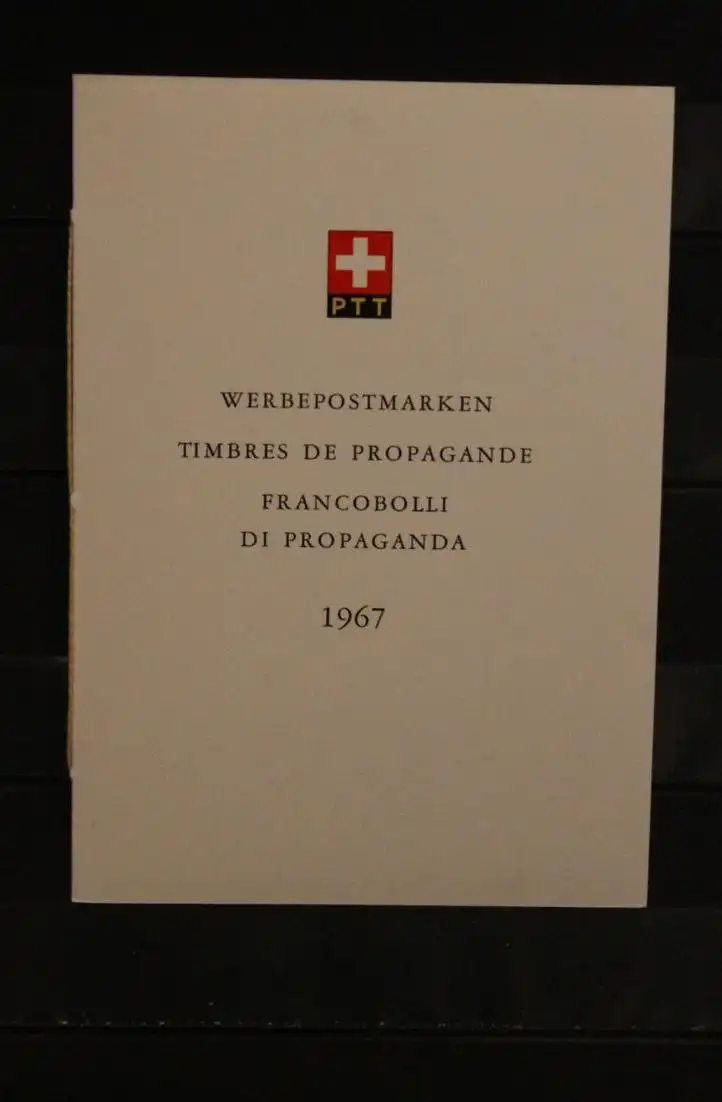 PTT
WERBEPOSTMARKEN
TIMBRES DE PROPAGANDE
FRANCOBOLLI
DI PROPAGANDA
1967